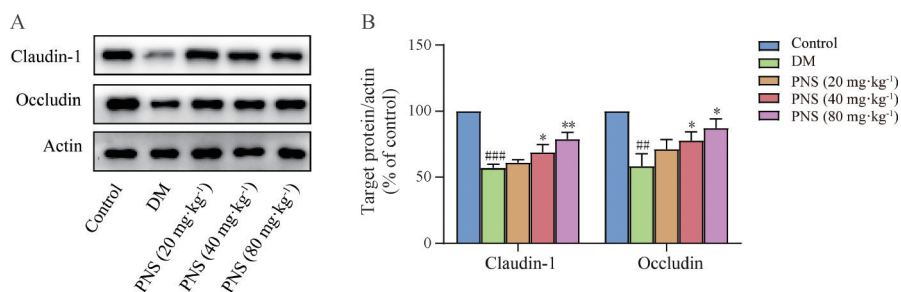 A
Claudin-1
Occludin
Actin
Control
DM
PNS (20 mg·kg⁻¹)
PNS (40 mg·kg⁻¹)
PNS (80 mg·kg⁻¹)
B
Target protein/actin
(% of control)
150
100
50
0
###
*
**
##
*
*
Claudin-1
Occludin
Control
DM
PNS (20 mg·kg⁻¹)
PNS (40 mg·kg⁻¹)
PNS (80 mg·kg⁻¹)